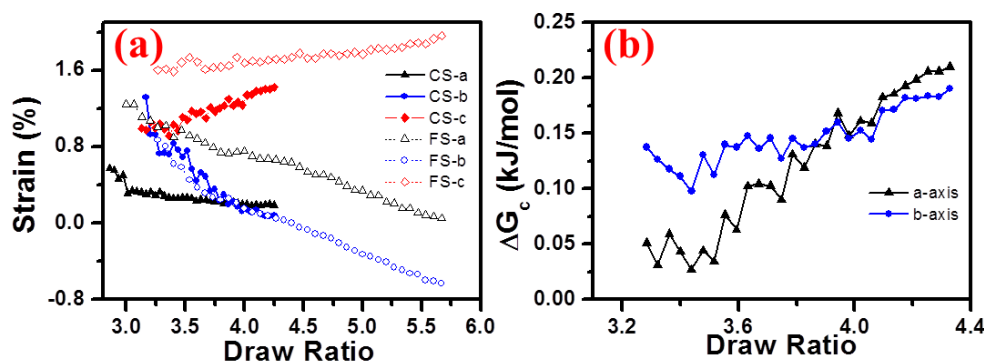 (a)
Strain (%)
1.6
0.8
0.0
-0.8
CS-a
CS-b
CS-c
FS-a
FS-b
FS-c
3.0 3.5 4.0 4.5 5.0 5.5 6.0
Draw Ratio
(b)
ΔG_c (kJ/mol)
0.25
0.20
0.15
0.10
0.05
0.00
a-axis
b-axis
3.2 3.6 4.0 4.4
Draw Ratio